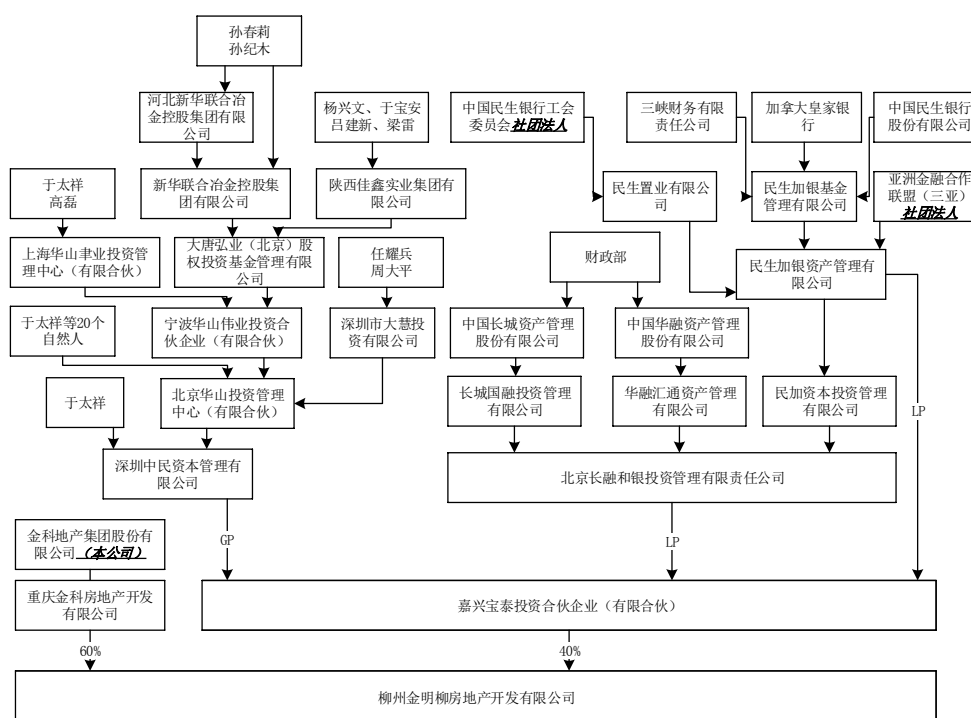 孙春莉
孙纪木
河北新华联合冶
金控股集团有限公
司
杨兴文、于宝安
吕建新、梁雷
中国民生银行工会
委员会社团法人
三峡财务有限
责任公司
加拿大皇家银
行
中国民生银行
股份有限公司
于太祥
高磊
新华联合冶金控股集
团有限公司
陕西佳鑫实业集团有
限公司
民生置业有限公
司
民生加银基金
管理有限公司
亚洲金融合作
联盟（三亚）
社团法人
上海华山聿业投资管
理中心（有限合伙）
大唐弘业（北京）股
权投资基金管理有限
公司
任耀兵
周大平
财政部
民生加银资产管理有
限公司
于太祥等20个
自然人
宁波华山伟业投资合
伙企业（有限合伙）
深圳市大慧投
资有限公司
中国长城资产管理
股份有限公司
中国华融资产管理
股份有限公司
于太祥
北京华山投资管理
中心（有限合伙）
长城国融投资管理
有限公司
华融汇通资产管理
有限公司
民加资本投资管理
有限公司
LP
深圳中民资本管理有
限公司
北京长融和银投资管理有限责任公司
金科地产集团股份有
限公司（本公司）
GP
LP
重庆金科房地产开发
有限公司
嘉兴宝泰投资合伙企业（有限合伙）
60%
40%
柳州金明柳房地产开发有限公司